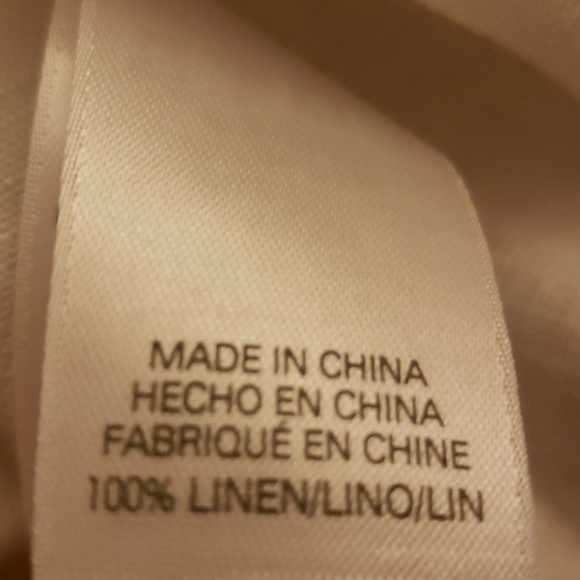 MADE IN CHINA
HECHO EN CHINA
FABRIQUÉ EN CHINE
100% LINEN/LINO/LIN